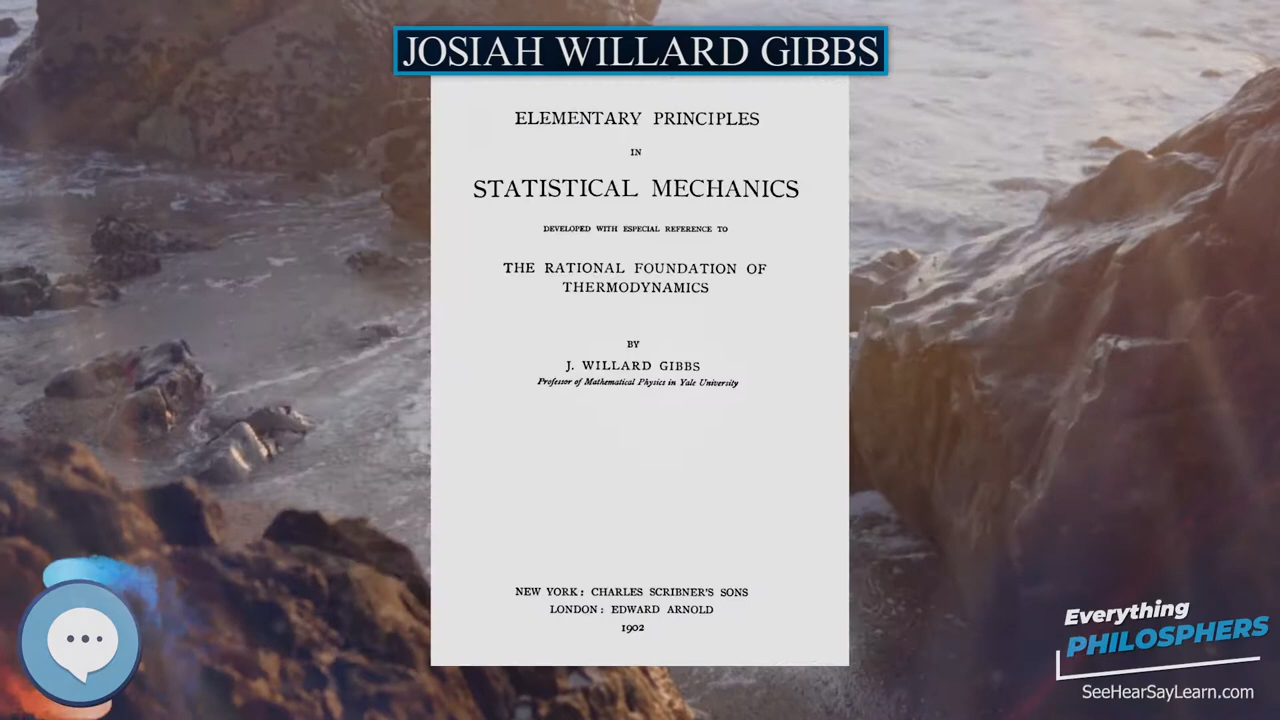 JOSIAH WILLARD GIBBS
ELEMENTARY PRINCIPLES
IN
STATISTICAL MECHANICS
DEVELOPED WITH ESPECIAL REFERENCE TO
THE RATIONAL FOUNDATION OF
THERMODYNAMICS
BY
J. WILLARD GIBBS
Professor of Mathematical Physics in Yale University
NEW YORK: CHARLES SCRIBNER'S SONS
LONDON: EDWARD ARNOLD
1902
Everything
PHILOSPHERS
SeeHearSayLearn.com